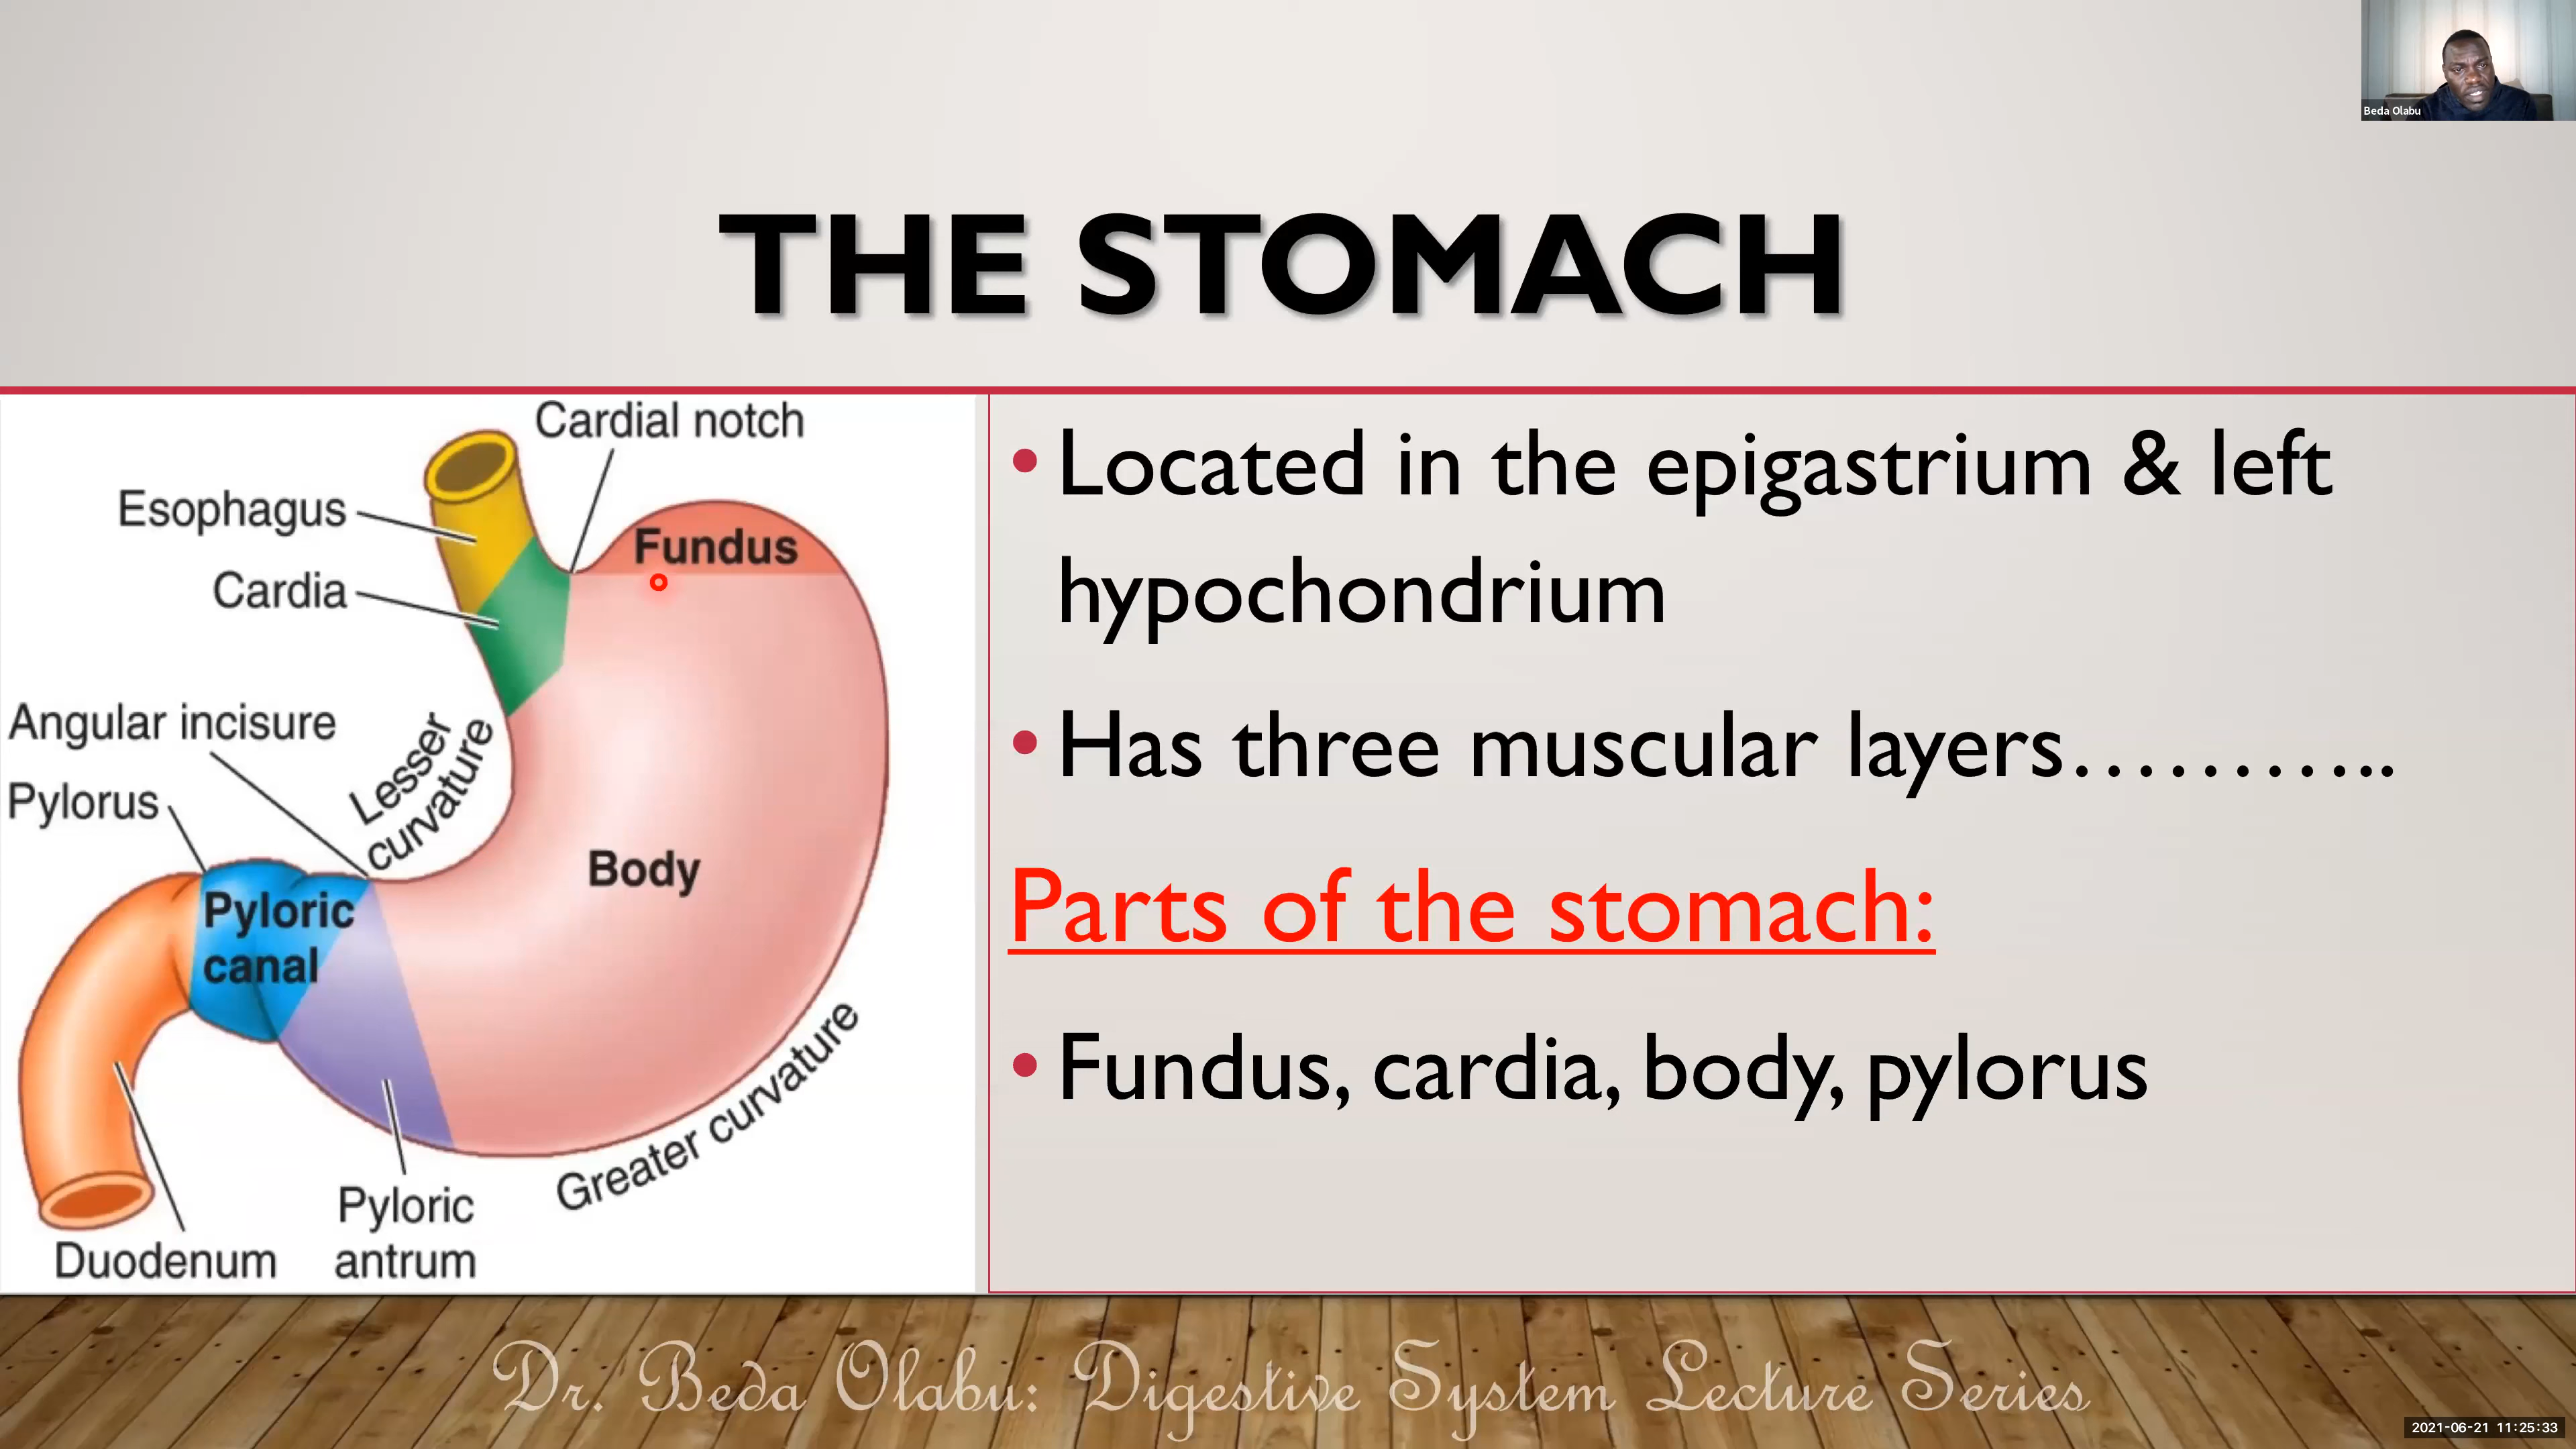 Beda Olabu
THE STOMACH
Cardial notch
Esophagus
Fundus
Cardia
Angular incisure
Lesser
curvature
Pylorus
Body
Pyloric
canal
Greater curvature
Pyloric
antrum
Duodenum
• Located in the epigastrium & left
hypochondrium
• Has three muscular layers………..
Parts of the stomach:
• Fundus, cardia, body, pylorus
Dr. Beda Olabu: Digestive System Lecture Series
2021-06-21 11:25:33